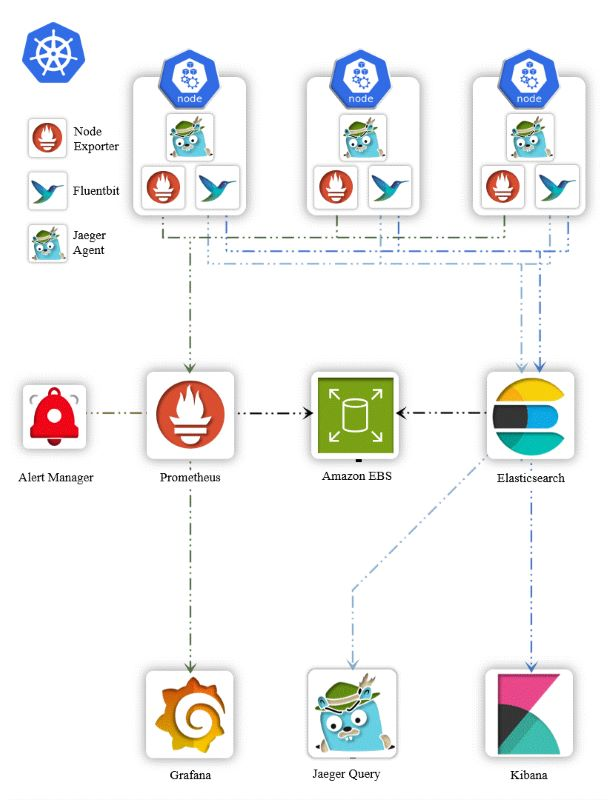 node
node
node
Node
Exporter
Fluentbit
Jaeger
Agent
Alert Manager
Prometheus
Amazon EBS
Elasticsearch
Grafana
Jaeger Query
Kibana